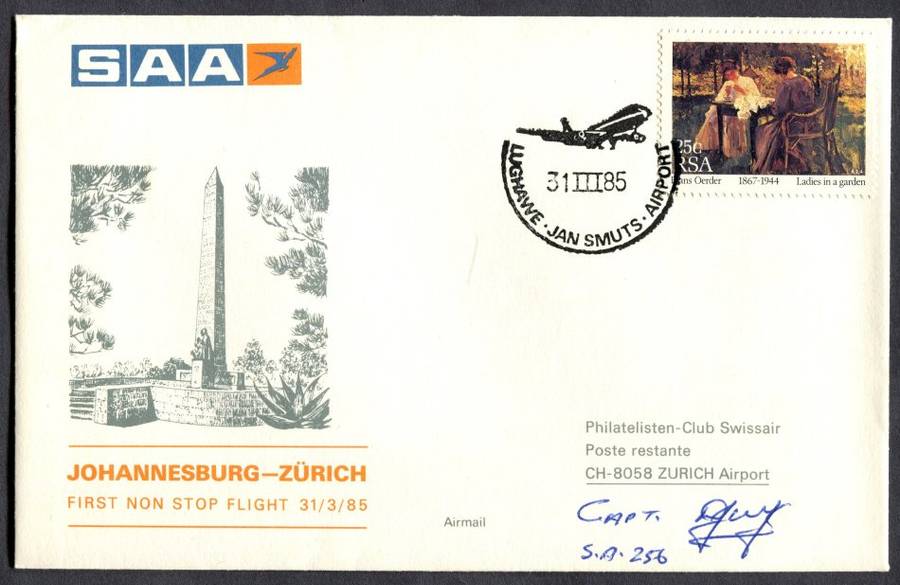 SAA
25c
RSA
Frans Oerder 1867-1944 Ladies in a garden
LUGHAWE · JAN SMUTS · AIRPORT
31 III 85
JOHANNESBURG–ZÜRICH
FIRST NON STOP FLIGHT 31/3/85
Airmail
Philatelisten-Club Swissair
Poste restante
CH-8058 ZURICH Airport
CAPT.
S.A. 256